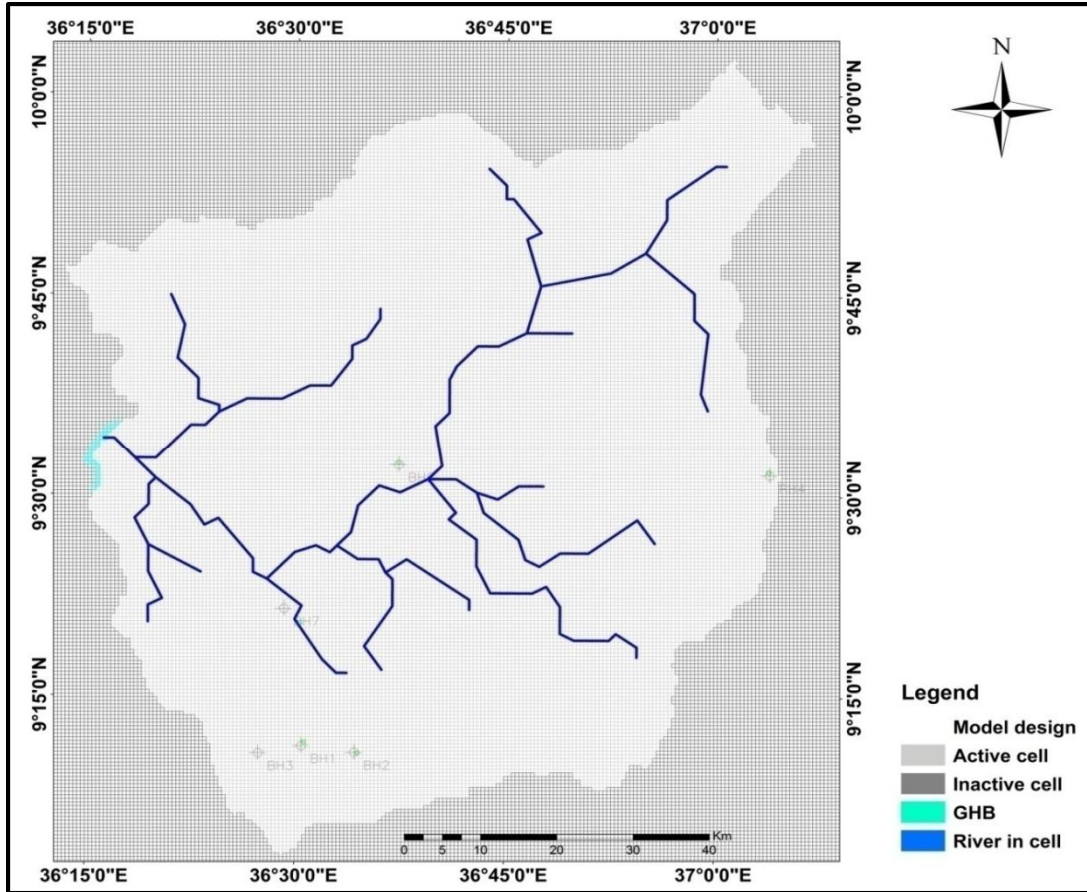 36°15'0"E 36°30'0"E 36°45'0"E 37°0'0"E
N
10°0'0"N 10°0'0"N
9°45'0"N 9°45'0"N
9°30'0"N 9°30'0"N
BH4
BH7
9°15'0"N 9°15'0"N
BH3 BH1 BH2
Legend
Model design
Active cell
Inactive cell
GHB
River in cell
Km
0 5 10 20 30 40
36°15'0"E 36°30'0"E 36°45'0"E 37°0'0"E